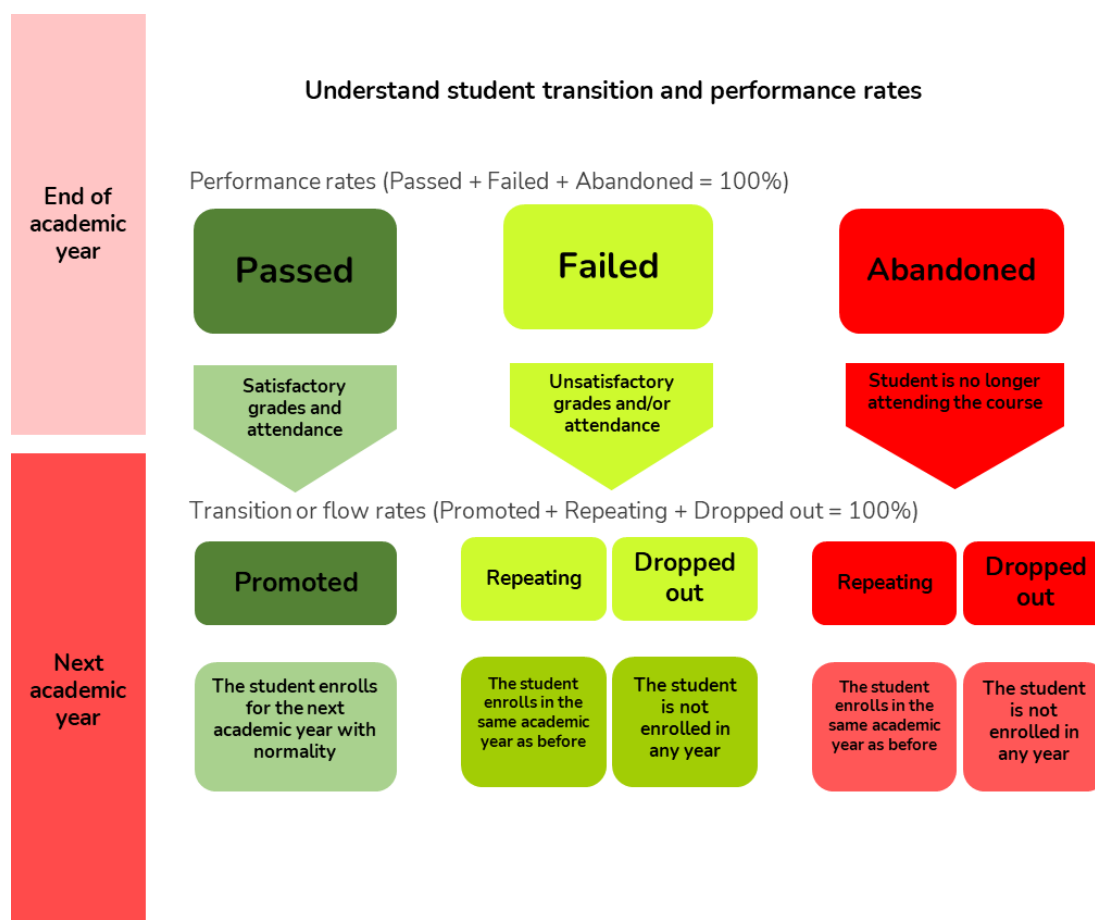 Understand student transition and performance rates
End of
academic
year
Performance rates (Passed + Failed + Abandoned = 100%)
Passed
Failed
Abandoned
Satisfactory
grades and
attendance
Unsatisfactory
grades and/or
attendance
Student is no longer
attending the course
Next
academic
year
Transition or flow rates (Promoted + Repeating + Dropped out = 100%)
Promoted
Repeating
Dropped
out
Repeating
Dropped
out
The student enrolls
for the next
academic year with
normality
The student
enrolls in the
same academic
year as before
The student
is not
enrolled in
any year
The student
enrolls in the
same academic
year as before
The student
is not
enrolled in
any year